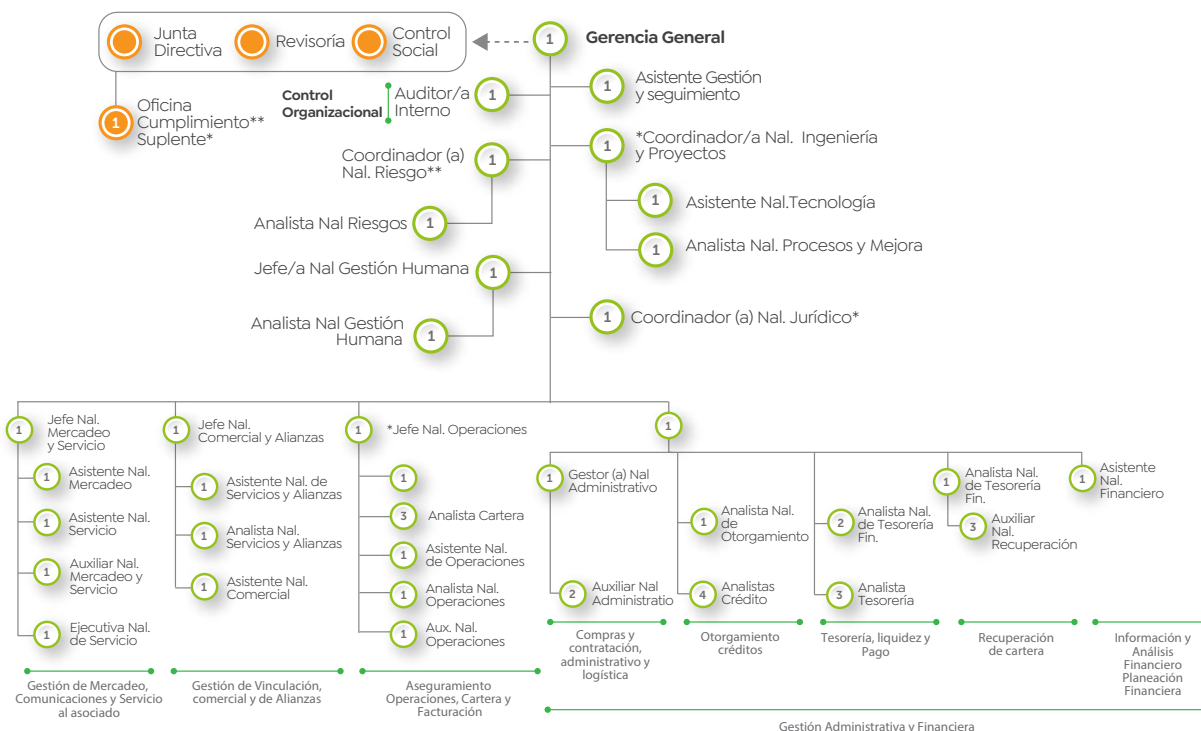 Junta
Directiva
Revisoría
Control
Social
1
Gerencia General
1
Oficina
Cumplimiento**
Suplente*
Control
Organizacional
Auditor/a
Interno
1
1
Asistente Gestión
y seguimiento
Coordinador (a)
Nal. Riesgo**
1
1
*Coordinador/a Nal. Ingeniería
y Proyectos
Analista Nal Riesgos
1
1
Asistente Nal.Tecnología
1
Analista Nal. Procesos y Mejora
Jefe/a Nal Gestión Humana
1
Analista Nal Gestión
Humana
1
1
Coordinador (a) Nal. Jurídico*
1
Jefe Nal.
Mercadeo
y Servicio
1
Asistente Nal.
Mercadeo
1
Asistente Nal.
Servicio
1
Auxiliar Nal.
Mercadeo y
Servicio
1
Ejecutiva Nal.
de Servicio
1
Jefe Nal.
Comercial y Alianzas
1
Asistente Nal. de
Servicios y Alianzas
1
Analista Nal.
Servicios y Alianzas
1
Asistente Nal.
Comercial
1
*Jefe Nal. Operaciones
1
3
Analista Cartera
1
Asistente Nal.
de Operaciones
1
Analista Nal.
Operaciones
1
Aux. Nal.
Operaciones
1
1
Gestor (a) Nal
Administrativo
2
Auxiliar Nal
Administratio
1
Analista Nal.
de
Otorgamiento
4
Analistas
Crédito
2
Analista Nal.
de Tesorería
Fin.
3
Analista
Tesorería
1
Analista Nal.
de Tesorería
Fin.
3
Auxiliar
Nal.
Recuperación
1
Asistente
Nal.
Financiero
Gestión de Mercadeo,
Comunicaciones y Servicio
al asociado
Gestión de Vinculación,
comercial y de Alianzas
Aseguramiento
Operaciones, Cartera y
Facturación
Compras y
contratación,
administrativo y
logística
Otorgamiento
créditos
Tesorería, liquidez y
Pago
Recuperación
de cartera
Información y
Análisis
Financiero
Planeación
Financiera
Gestión Administrativa y Financiera